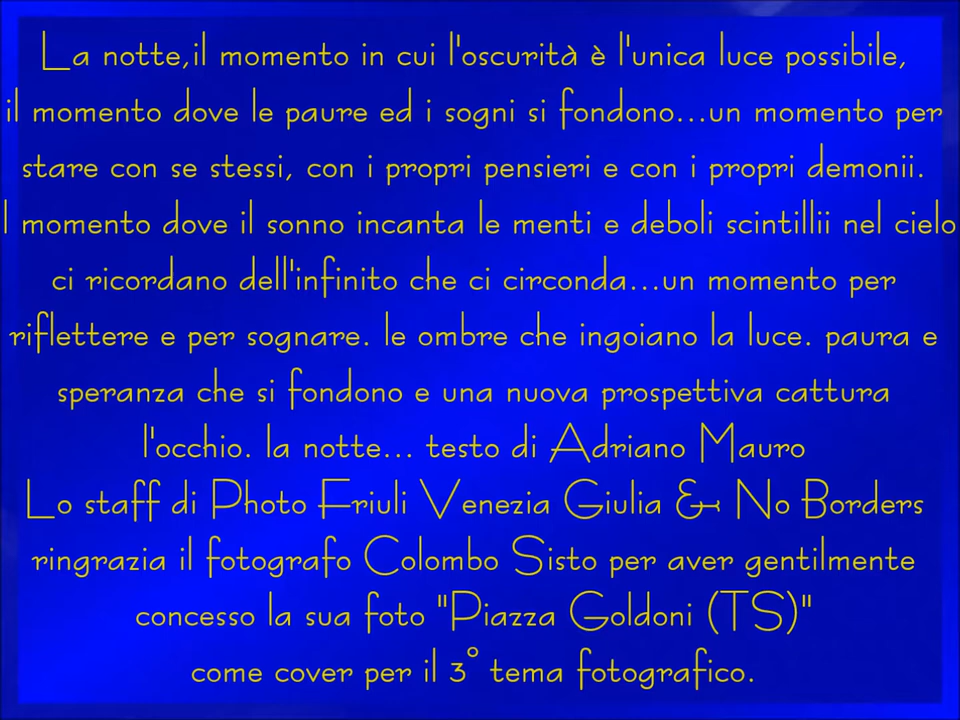 La notte,il momento in cui l'oscurità è l'unica luce possibile,
il momento dove le paure ed i sogni si fondono...un momento per
stare con se stessi, con i propri pensieri e con i propri demonii.
l momento dove il sonno incanta le menti e deboli scintillii nel cielo
ci ricordano dell'infinito che ci circonda...un momento per
riflettere e per sognare. le ombre che ingoiano la luce. paura e
speranza che si fondono e una nuova prospettiva cattura
l'occhio. la notte... testo di Adriano Mauro
Lo staff di Photo Friuli Venezia Giulia & No Borders
ringrazia il fotografo Colombo Sisto per aver gentilmente
concesso la sua foto "Piazza Goldoni (TS)"
come cover per il 3° tema fotografico.